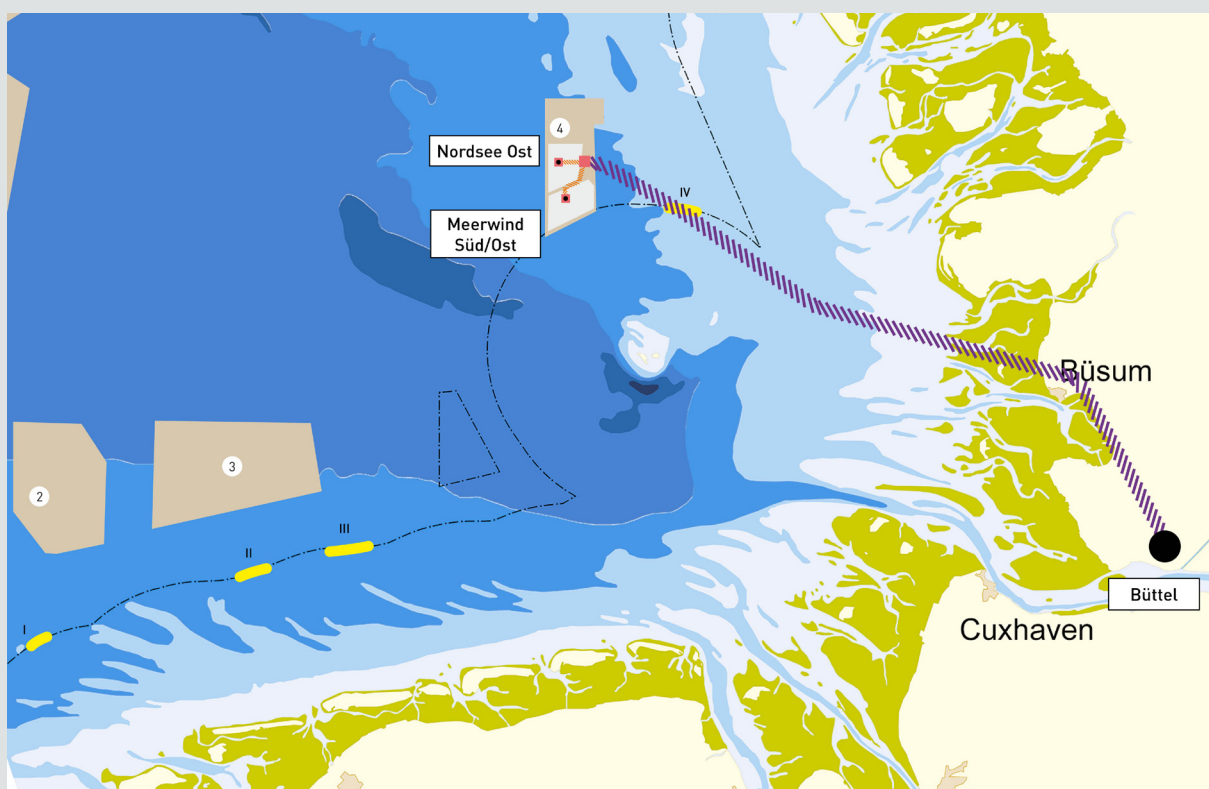 4
Nordsee Ost
IV
Meerwind
Süd/Ost
Büsum
3
2
III
II
Büttel
I
Cuxhaven